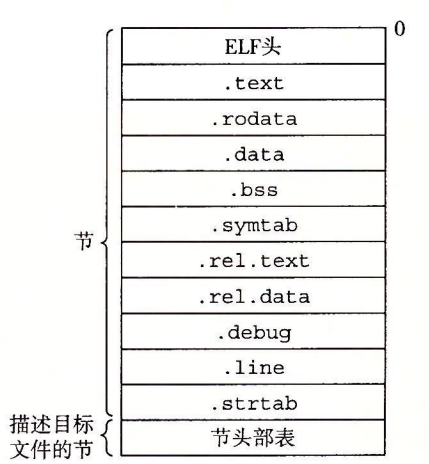 0
ELF头
.text
.rodata
.data
.bss
.symtab
.rel.text
.rel.data
.debug
.line
.strtab
节头部表
节
描述目标
文件的节